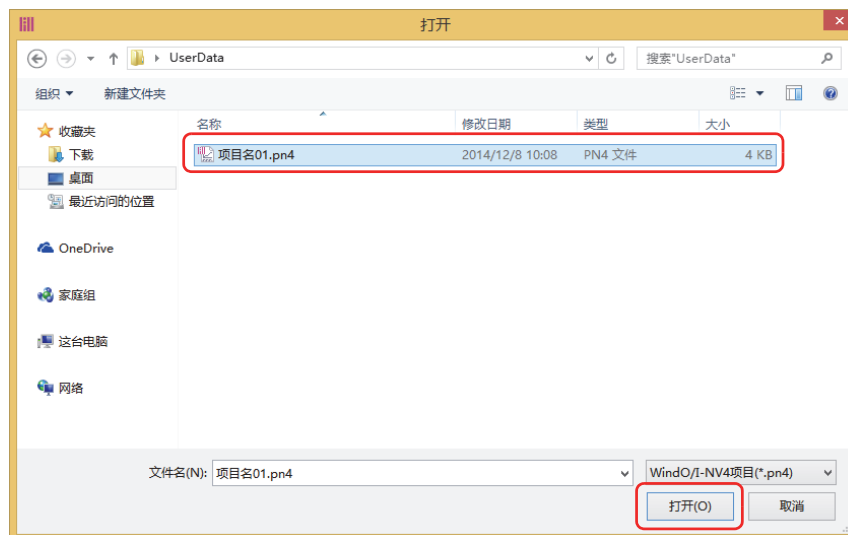 打开
UserData
搜索"UserData"
组织
新建文件夹
名称
修改日期
类型
大小
项目名01.pn4
2014/12/8 10:08
PN4 文件
4 KB
收藏夹
下载
桌面
最近访问的位置
OneDrive
家庭组
这台电脑
网络
文件名(N):
项目名01.pn4
WindO/I-NV4项目(*.pn4)
打开(O)
取消